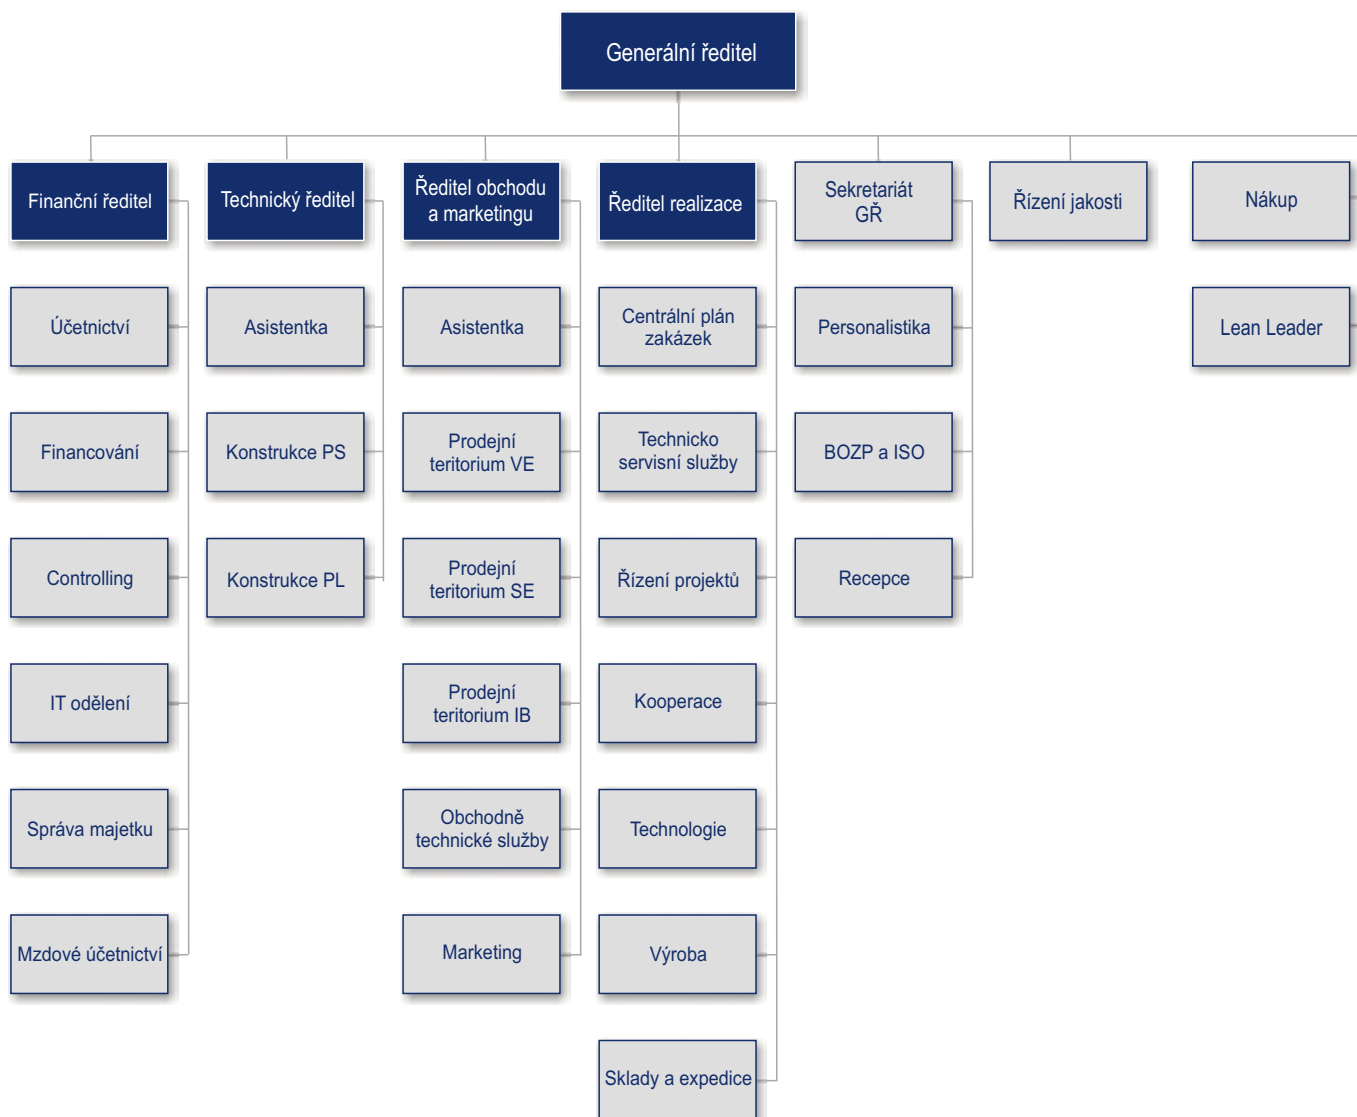 Generální ředitel
Finanční ředitel
Technický ředitel
Ředitel obchodu
a marketingu
Ředitel realizace
Sekretariát
GŘ
Řízení jakosti
Nákup
Účetnictví
Asistentka
Asistentka
Centrální plán
zakázek
Personalistika
Lean Leader
Financování
Konstrukce PS
Prodejní
teritorium VE
Technicko
servisní služby
BOZP a ISO
Controlling
Konstrukce PL
Prodejní
teritorium SE
Řízení projektů
Recepce
IT odělení
Prodejní
teritorium IB
Kooperace
Správa majetku
Obchodně
technické služby
Technologie
Mzdové účetnictví
Marketing
Výroba
Sklady a expedice